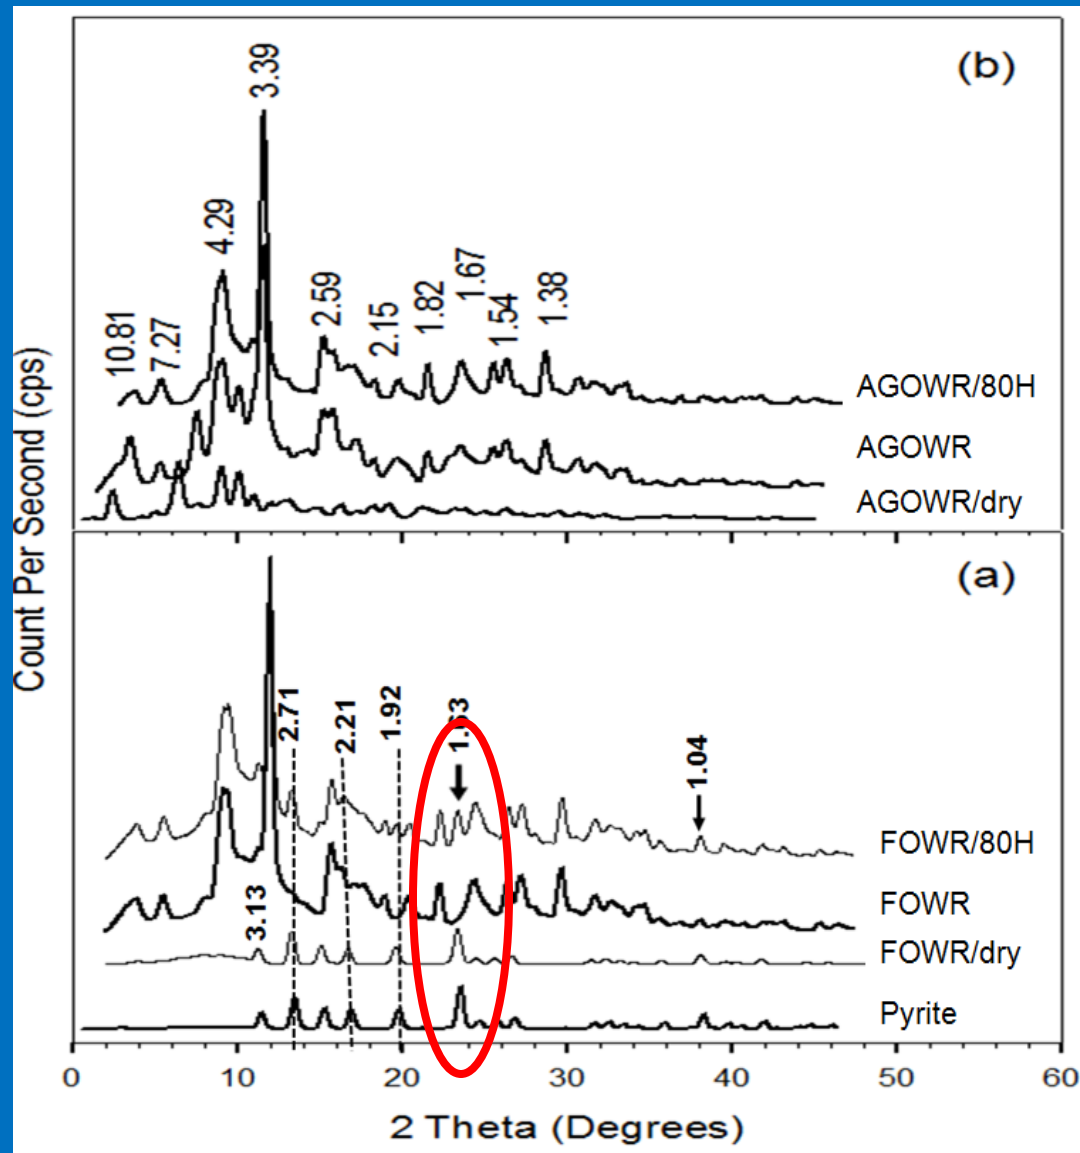 Count Per Second (cps)
(b)
10.81
7.27
4.29
3.39
2.59
2.15
1.82
1.67
1.54
1.38
AGOWR/80H
AGOWR
AGOWR/dry
(a)
3.13
2.71
2.21
1.92
1.04
FOWR/80H
FOWR
FOWR/dry
Pyrite
0 10 20 30 40 50 60
2 Theta (Degrees)